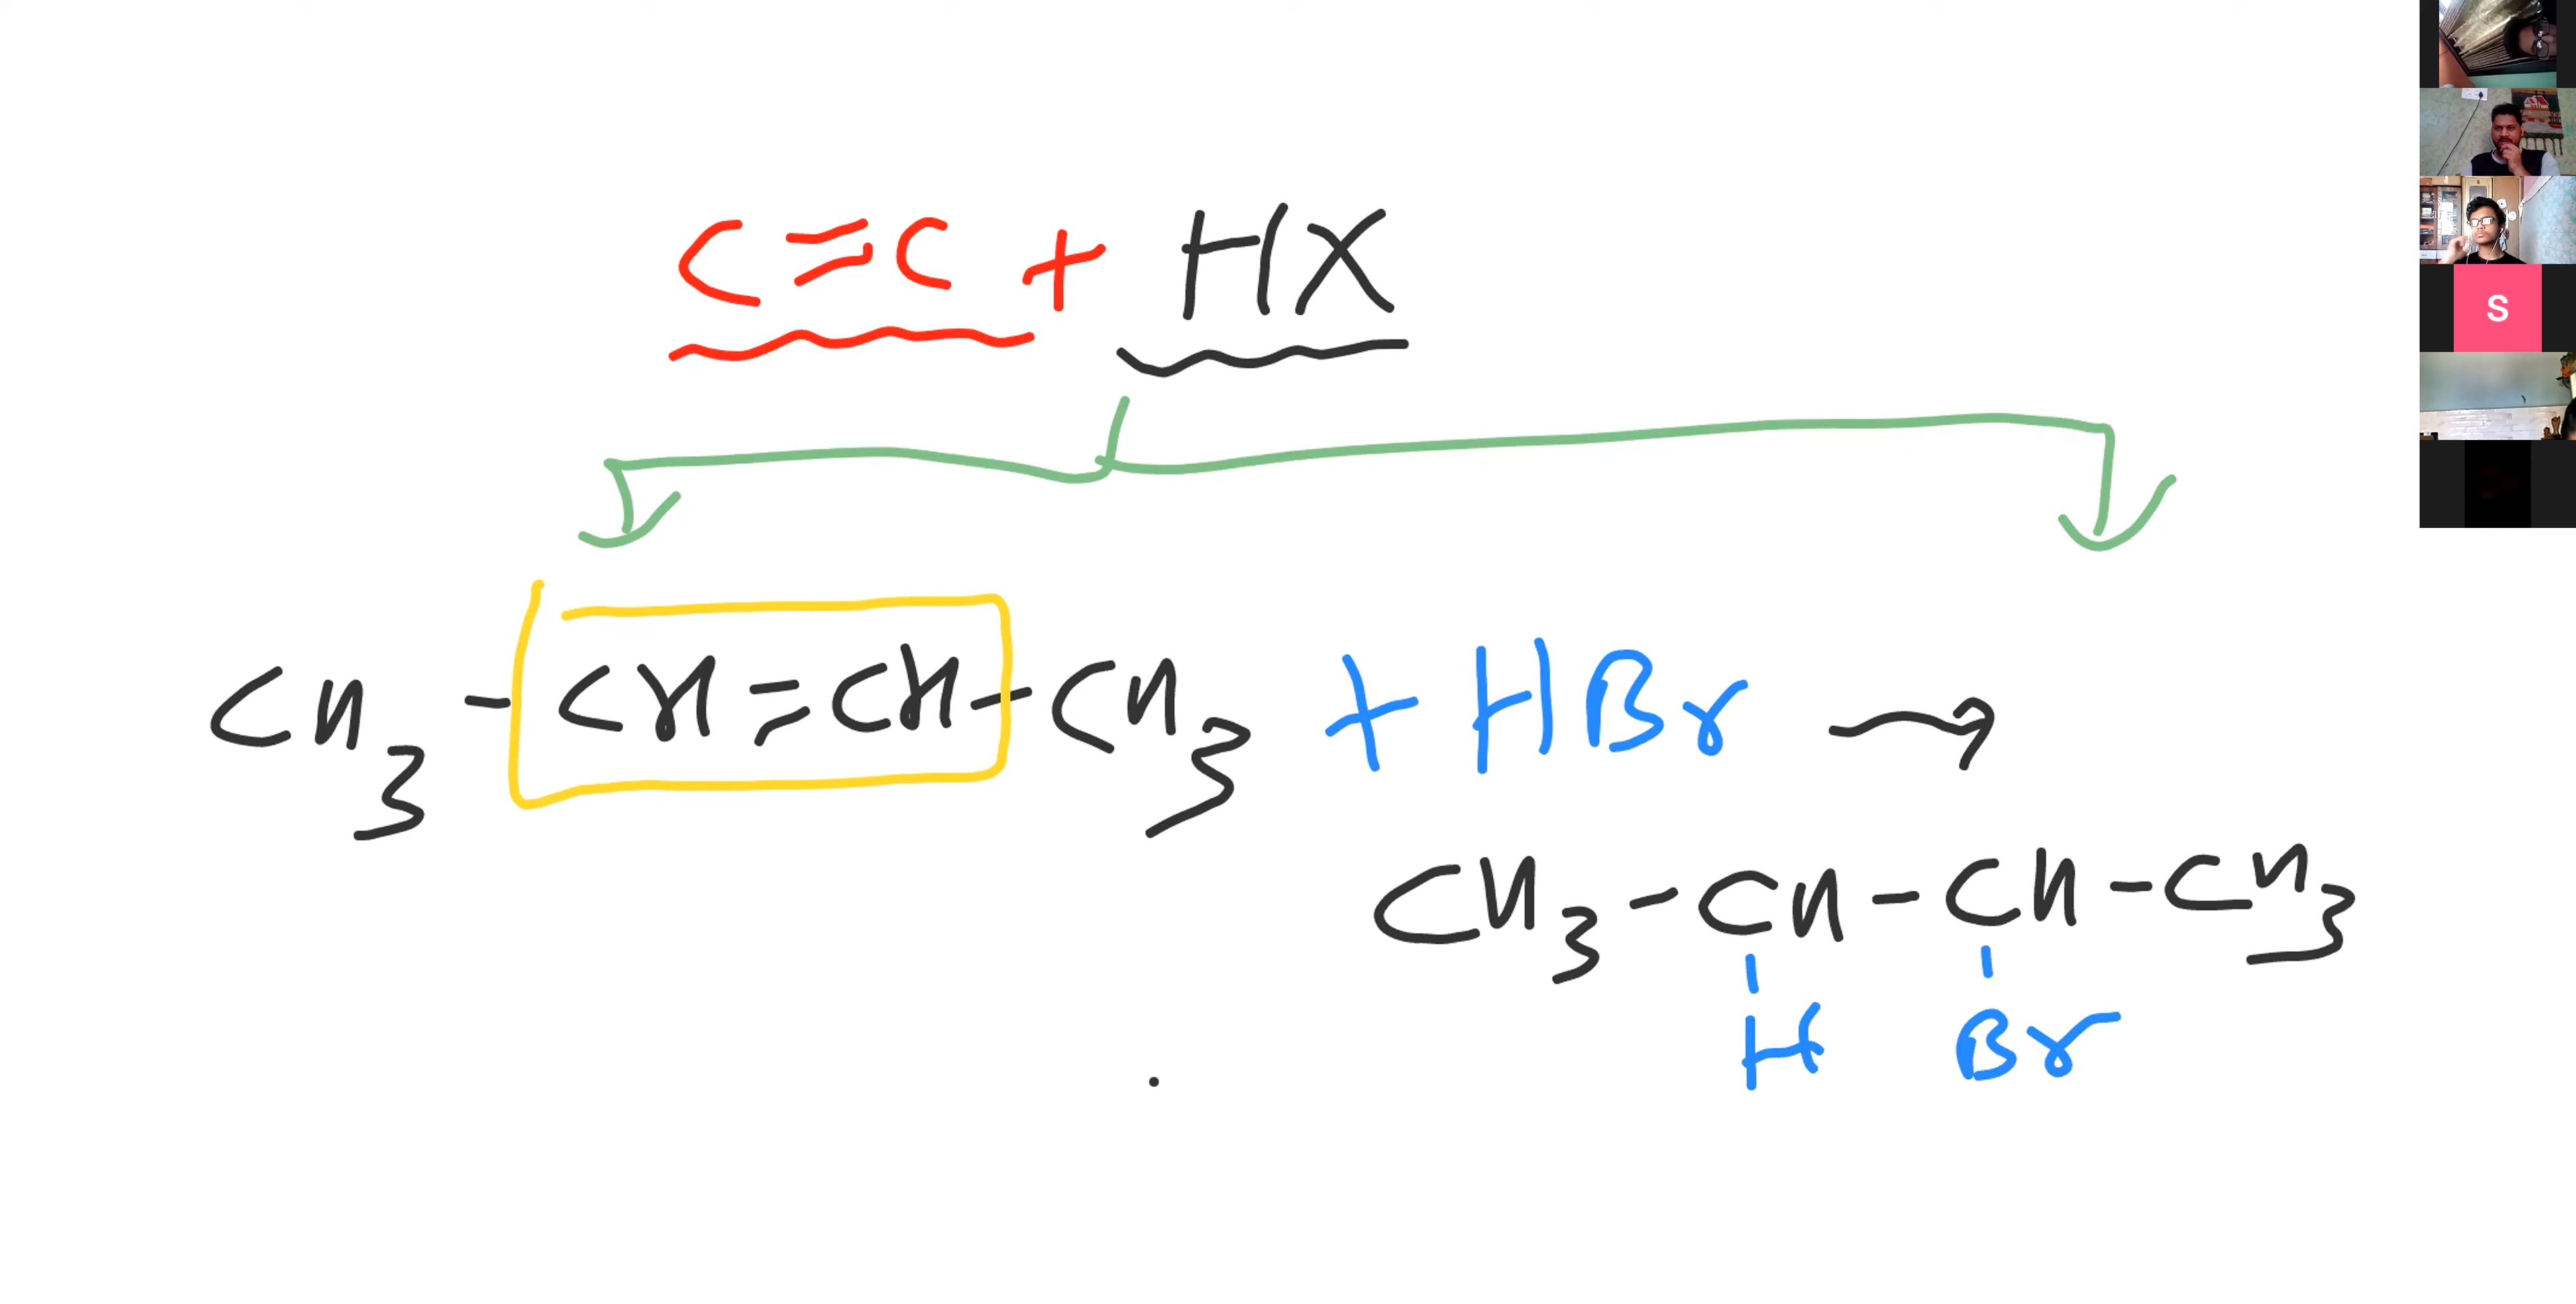 C=C + HX
CH3 - CH = CH - CH3 + HBr →
CH3 - CH - CH - CH3
H Br
S